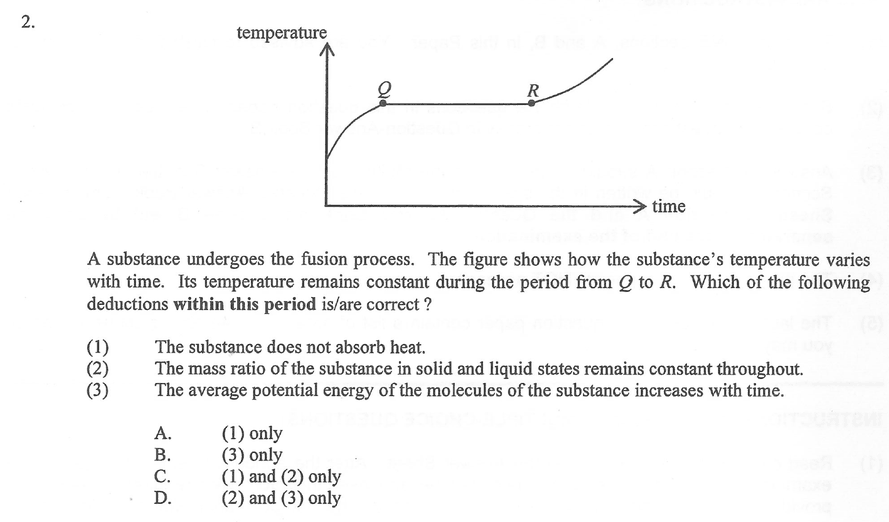 2.
temperature
Q
R
time
A substance undergoes the fusion process. The figure shows how the substance's temperature varies
with time. Its temperature remains constant during the period from Q to R. Which of the following
deductions within this period is/are correct ?
(1) The substance does not absorb heat.
(2) The mass ratio of the substance in solid and liquid states remains constant throughout.
(3) The average potential energy of the molecules of the substance increases with time.
A. (1) only
B. (3) only
C. (1) and (2) only
D. (2) and (3) only